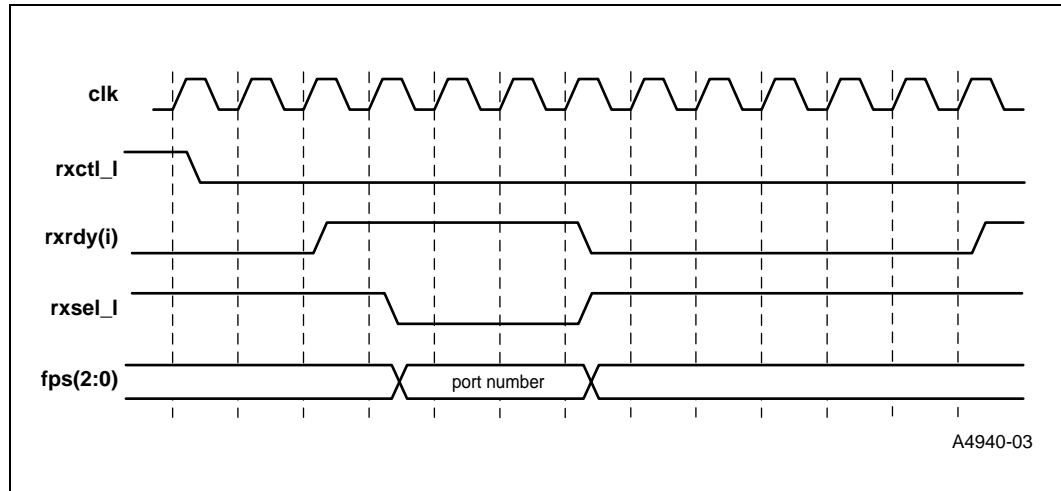 clk
rxctl_l
rxrdy(i)
rxsel_l
fps(2:0)
port number
A4940-03